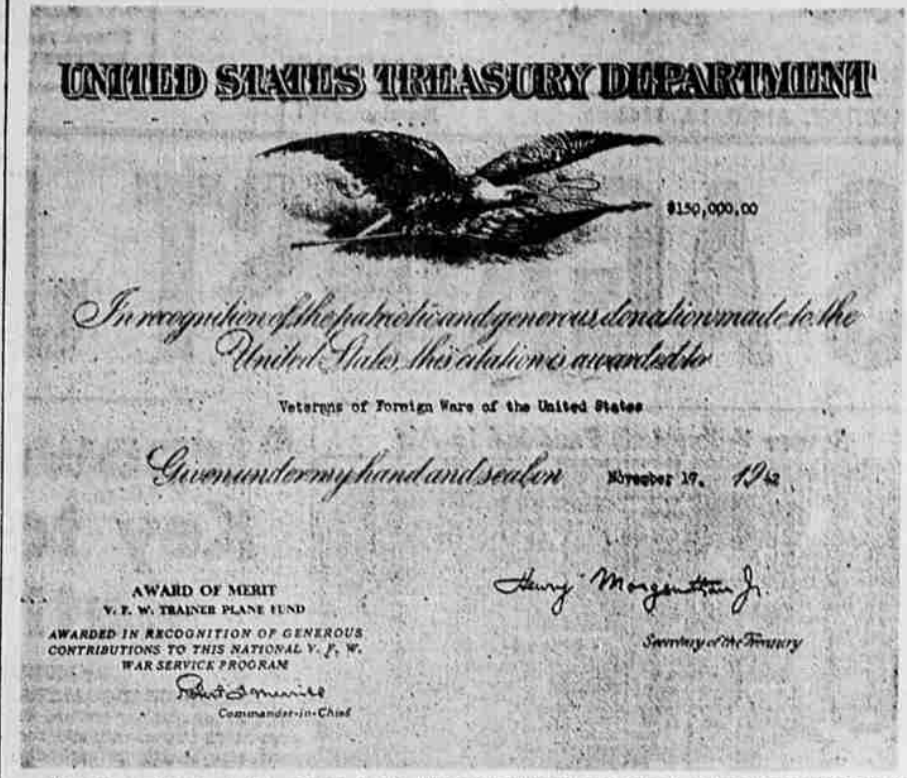 UNITED STATES TREASURY DEPARTMENT
$150,000.00
In recognition of the patriotic and generous donation made to the
United States, this citation is awarded to
Veterans of Foreign Wars of the United States
Given under my hand and seal on November 17, 1942
AWARD OF MERIT
V. F. W. TRAINER PLANE FUND
AWARDED IN RECOGNITION OF GENEROUS
CONTRIBUTIONS TO THIS NATIONAL V. F. W.
WAR SERVICE PROGRAM
Robert T Merrill
Commander-in-Chief
Henry Morgenthau Jr.
Secretary of the Treasury